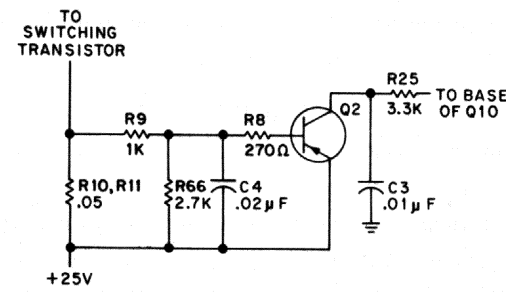 TO
SWITCHING
TRANSISTOR
R25
3.3K
TO BASE
OF Q10
Q2
R9
1K
R8
270Ω
R10, R11
.05
R66
2.7K
C4
.02µF
C3
.01µF
+25V